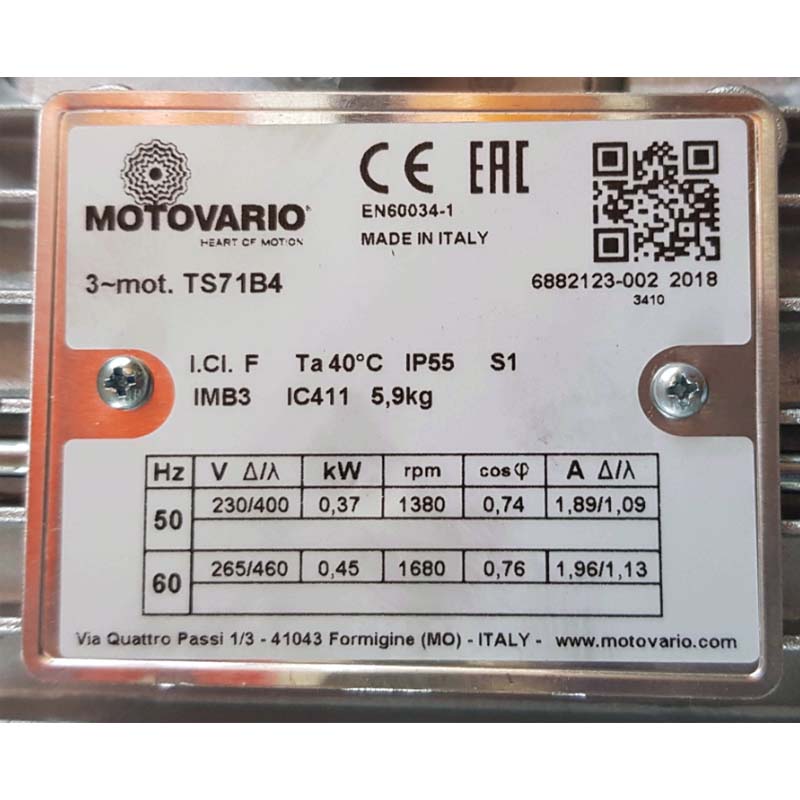 MOTOVARIO®
HEART OF MOTION
CE EAC
EN60034-1
MADE IN ITALY
3~mot. TS71B4
6882123-002 2018
3410
I.CI. F Ta 40°C IP55 S1
IMB3 IC411 5,9kg
Hz V Δ/λ kW rpm cosφ A Δ/λ
50 230/400 0,37 1380 0,74 1,89/1,09
60 265/460 0,45 1680 0,76 1,96/1,13
Via Quattro Passi 1/3 - 41043 Formigine (MO) - ITALY - www.motovario.com